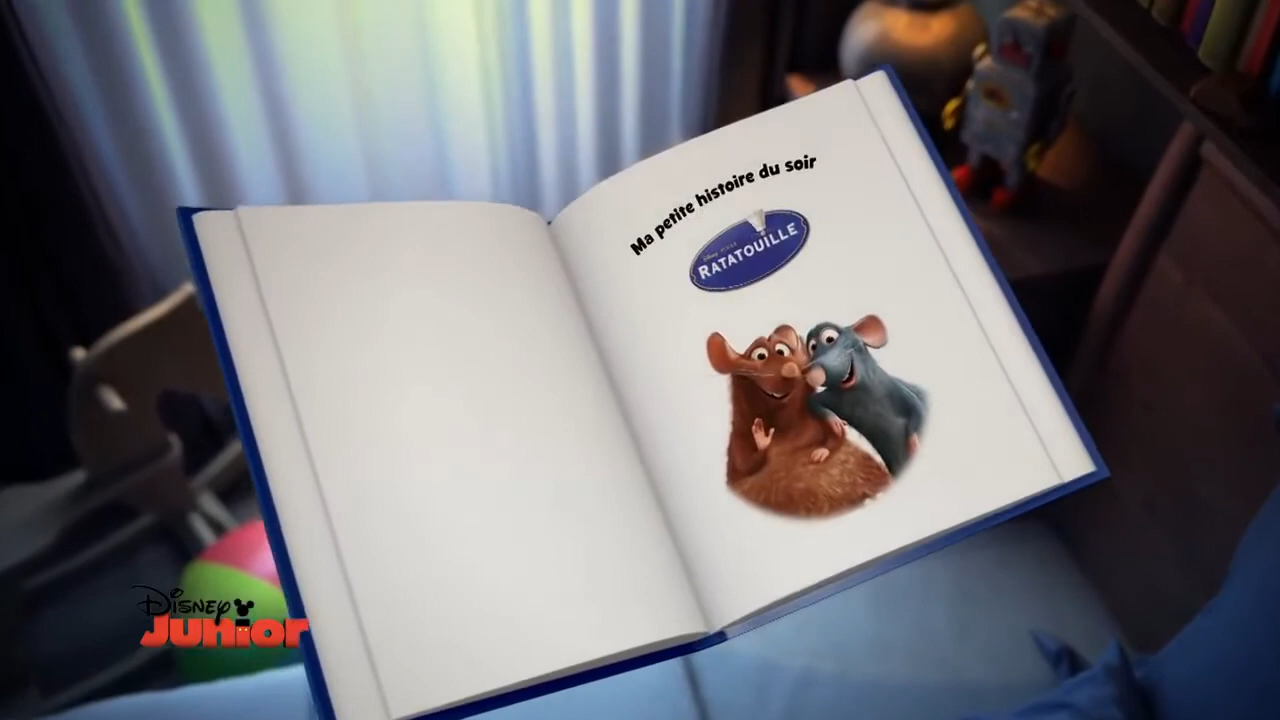 Ma petite histoire du soir
DISNEY · PIXAR
RATATOUILLE
DISNEY
JUNIOR